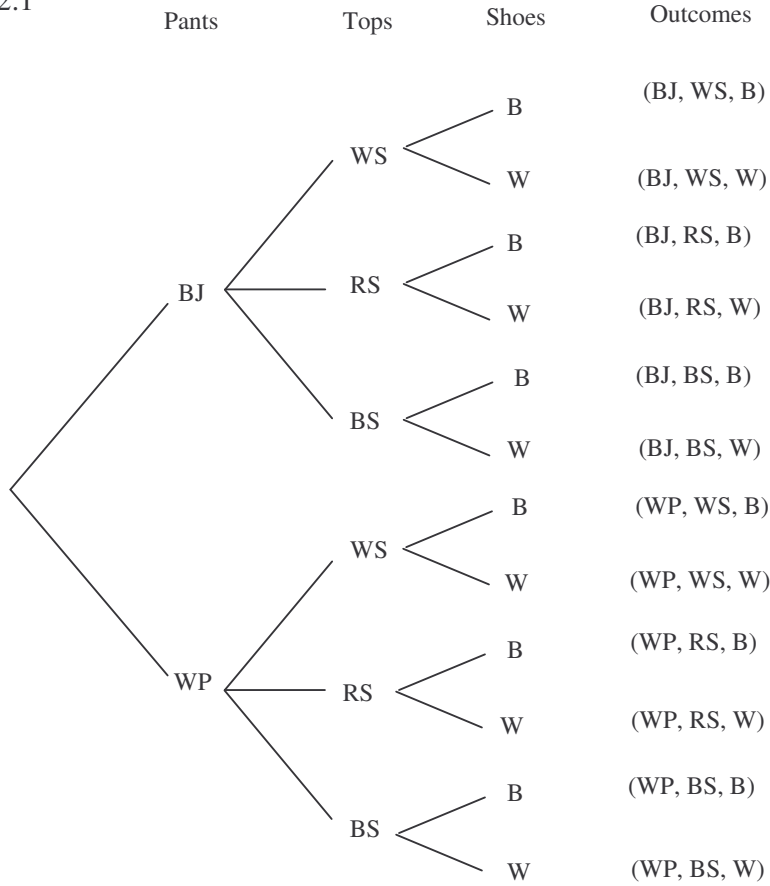 2.1
Pants Tops Shoes Outcomes
B (BJ, WS, B)
WS
W (BJ, WS, W)
B (BJ, RS, B)
BJ RS
W (BJ, RS, W)
B (BJ, BS, B)
BS
W (BJ, BS, W)
B (WP, WS, B)
WS
W (WP, WS, W)
B (WP, RS, B)
WP RS
W (WP, RS, W)
B (WP, BS, B)
BS
W (WP, BS, W)